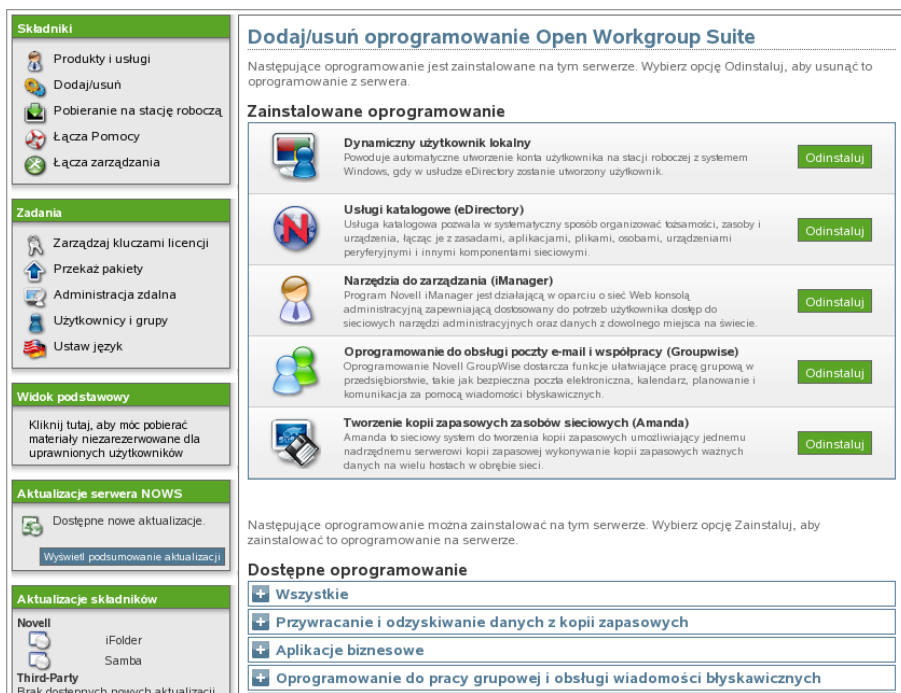 Składniki
Produkty i usługi
Dodaj/usuń
Pobieranie na stację roboczą
Łącza Pomocy
Łącza zarządzania
Zadania
Zarządzaj kluczami licencji
Przekaż pakiety
Administracja zdalna
Użytkownicy i grupy
Ustaw język
Widok podstawowy
Kliknij tutaj, aby móc pobierać
materiały niezarezerwowane dla
uprawnionych użytkowników
Aktualizacje serwera NOWS
Dostępne nowe aktualizacje.
Wyświetl podsumowanie aktualizacji
Aktualizacje składników
Novell
iFolder
Samba
Third-Party
Brak dostępnych nowych aktualizacji
Dodaj/usuń oprogramowanie Open Workgroup Suite
Następujące oprogramowanie jest zainstalowane na tym serwerze. Wybierz opcję Odinstaluj, aby usunąć to
oprogramowanie z serwera.
Zainstalowane oprogramowanie
Dynamiczny użytkownik lokalny
Powoduje automatyczne utworzenie konta użytkownika na stacji roboczej z systemem
Windows, gdy w usłudze eDirectory zostanie utworzony użytkownik.
Odinstaluj
Usługi katalogowe (eDirectory)
Usługa katalogowa pozwala w systematyczny sposób organizować tożsamości, zasoby i
urządzenia, łącząc je z zasadami, aplikacjami, plikami, osobami, urządzeniami
peryferyjnymi i innymi komponentami sieciowymi.
Odinstaluj
Narzędzia do zarządzania (iManager)
Program Novell iManager jest działającą w oparciu o sieć Web konsolą
administracyjną zapewniającą dostosowany do potrzeb użytkownika dostęp do
sieciowych narzędzi administracyjnych oraz danych z dowolnego miejsca na świecie.
Odinstaluj
Oprogramowanie do obsługi poczty e-mail i współpracy (Groupwise)
Oprogramowanie Novell GroupWise dostarcza funkcje ułatwiające pracę grupową w
przedsiębiorstwie, takie jak bezpieczna poczta elektroniczna, kalendarz, planowanie i
komunikacja za pomocą wiadomości błyskawicznych.
Odinstaluj
Tworzenie kopii zapasowych zasobów sieciowych (Amanda)
Amanda to sieciowy system do tworzenia kopii zapasowych umożliwiający jednemu
nadrzędnemu serwerowi kopii zapasowej wykonywanie kopii zapasowych ważnych
danych na wielu hostach w obrębie sieci.
Odinstaluj
Następujące oprogramowanie można zainstalować na tym serwerze. Wybierz opcję Zainstaluj, aby
zainstalować to oprogramowanie na serwerze.
Dostępne oprogramowanie
Wszystkie
Przywracanie i odzyskiwanie danych z kopii zapasowych
Aplikacje biznesowe
Oprogramowanie do pracy grupowej i obsługi wiadomości błyskawicznych